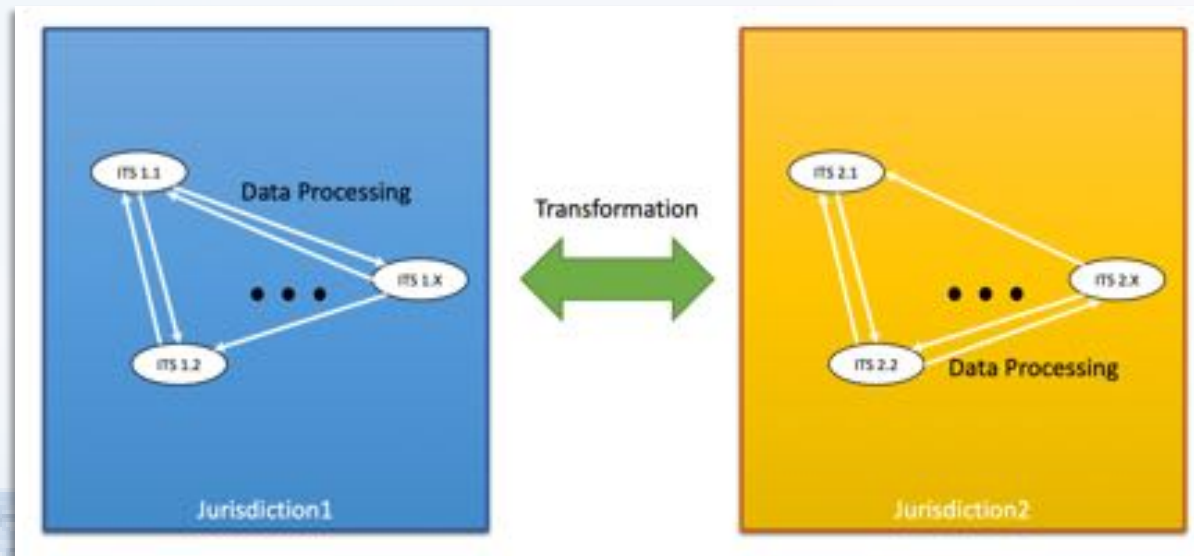 ITS 1.1
Data Processing
ITS 1.X
ITS 1.2
Jurisdiction1
Transformation
ITS 2.1
ITS 2.X
ITS 2.2
Data Processing
Jurisdiction2